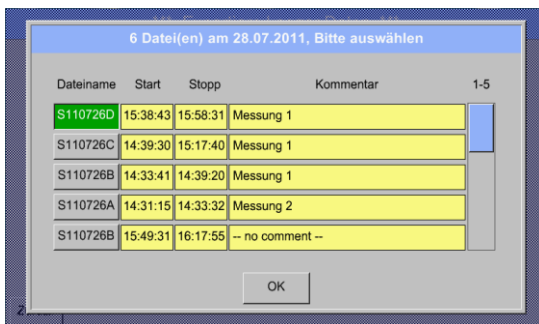 6 Datei(en) am 28.07.2011, Bitte auswählen
Dateiname Start Stopp Kommentar 1-5
S110726D 15:38:43 15:58:31 Messung 1
S110726C 14:39:30 15:17:40 Messung 1
S110726B 14:33:41 14:39:20 Messung 1
S110726A 14:31:15 14:33:32 Messung 2
S110726B 15:49:31 16:17:55 -- no comment --
OK